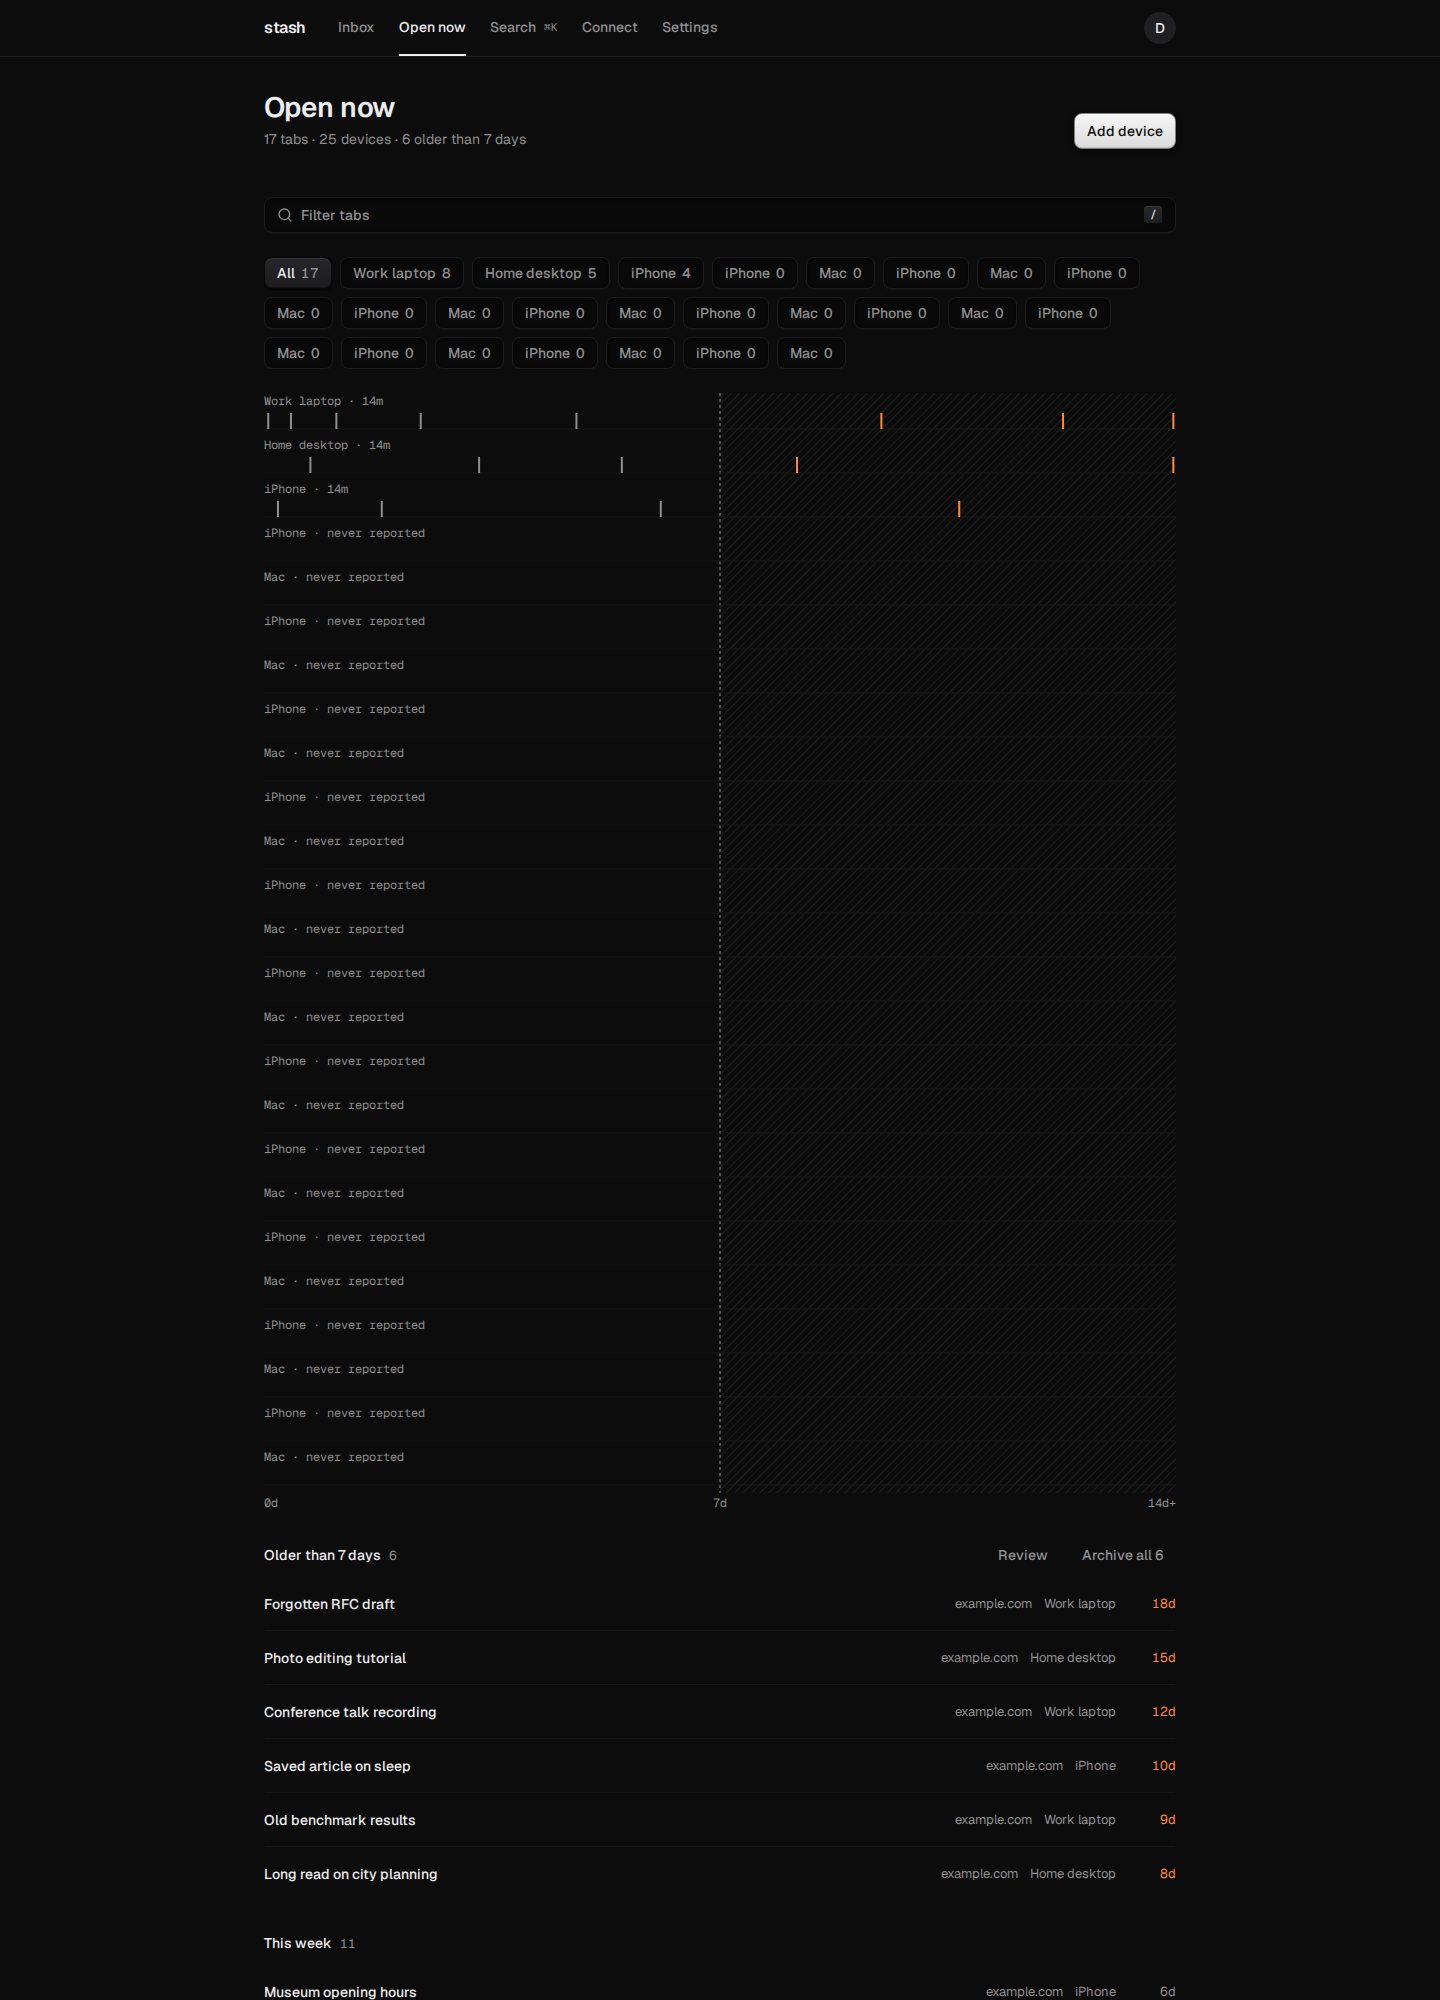 stash Inbox Open now Search ⌘K Connect Settings D
Open now
17 tabs · 25 devices · 6 older than 7 days
Add device
Filter tabs /
All 17 Work laptop 8 Home desktop 5 iPhone 4 iPhone 0 Mac 0 iPhone 0 Mac 0 iPhone 0
Mac 0 iPhone 0 Mac 0 iPhone 0 Mac 0 iPhone 0 Mac 0 iPhone 0 Mac 0 iPhone 0
Mac 0 iPhone 0 Mac 0 iPhone 0 Mac 0 iPhone 0 Mac 0
Work laptop · 14m
Home desktop · 14m
iPhone · 14m
iPhone · never reported
Mac · never reported
iPhone · never reported
Mac · never reported
iPhone · never reported
Mac · never reported
iPhone · never reported
Mac · never reported
iPhone · never reported
Mac · never reported
iPhone · never reported
Mac · never reported
iPhone · never reported
Mac · never reported
iPhone · never reported
Mac · never reported
iPhone · never reported
Mac · never reported
iPhone · never reported
Mac · never reported
iPhone · never reported
Mac · never reported
0d 7d 14d+
Older than 7 days 6 Review Archive all 6
Forgotten RFC draft example.com Work laptop 18d
Photo editing tutorial example.com Home desktop 15d
Conference talk recording example.com Work laptop 12d
Saved article on sleep example.com iPhone 10d
Old benchmark results example.com Work laptop 9d
Long read on city planning example.com Home desktop 8d
This week 11
Museum opening hours example.com iPhone 6d